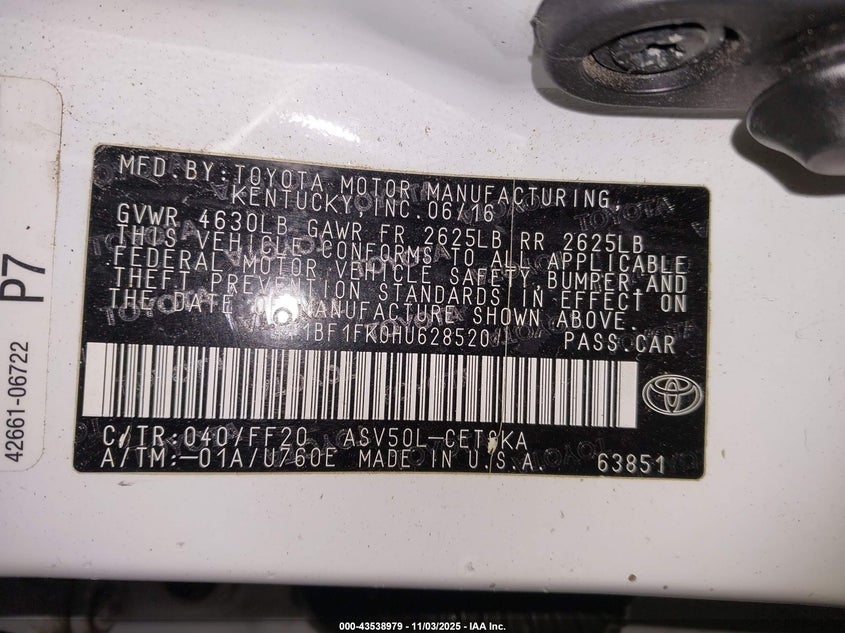 MFD.BY:TOYOTA MOTOR MANUFACTURING,
KENTUCKY,INC.06/16
GVWR 4630LB GAWR FR 2625LB RR 2625LB
THIS VEHICLE CONFORMS TO ALL APPLICABLE
FEDERAL MOTOR VEHICLE SAFETY,BUMPER,AND
THEFT PREVENTION STANDARDS IN EFFECT ON
THE DATE MANUFACTURE SHOWN ABOVE.
1BF1FK0HU628520 PASS.CAR
C/TR:040/FF20 ASV50L-CETSKA
A/TM:-01A/U760E MADE IN U.S.A. 63851
42661-06722 P7
000-43538979 - 11/03/2025 - IAA Inc.